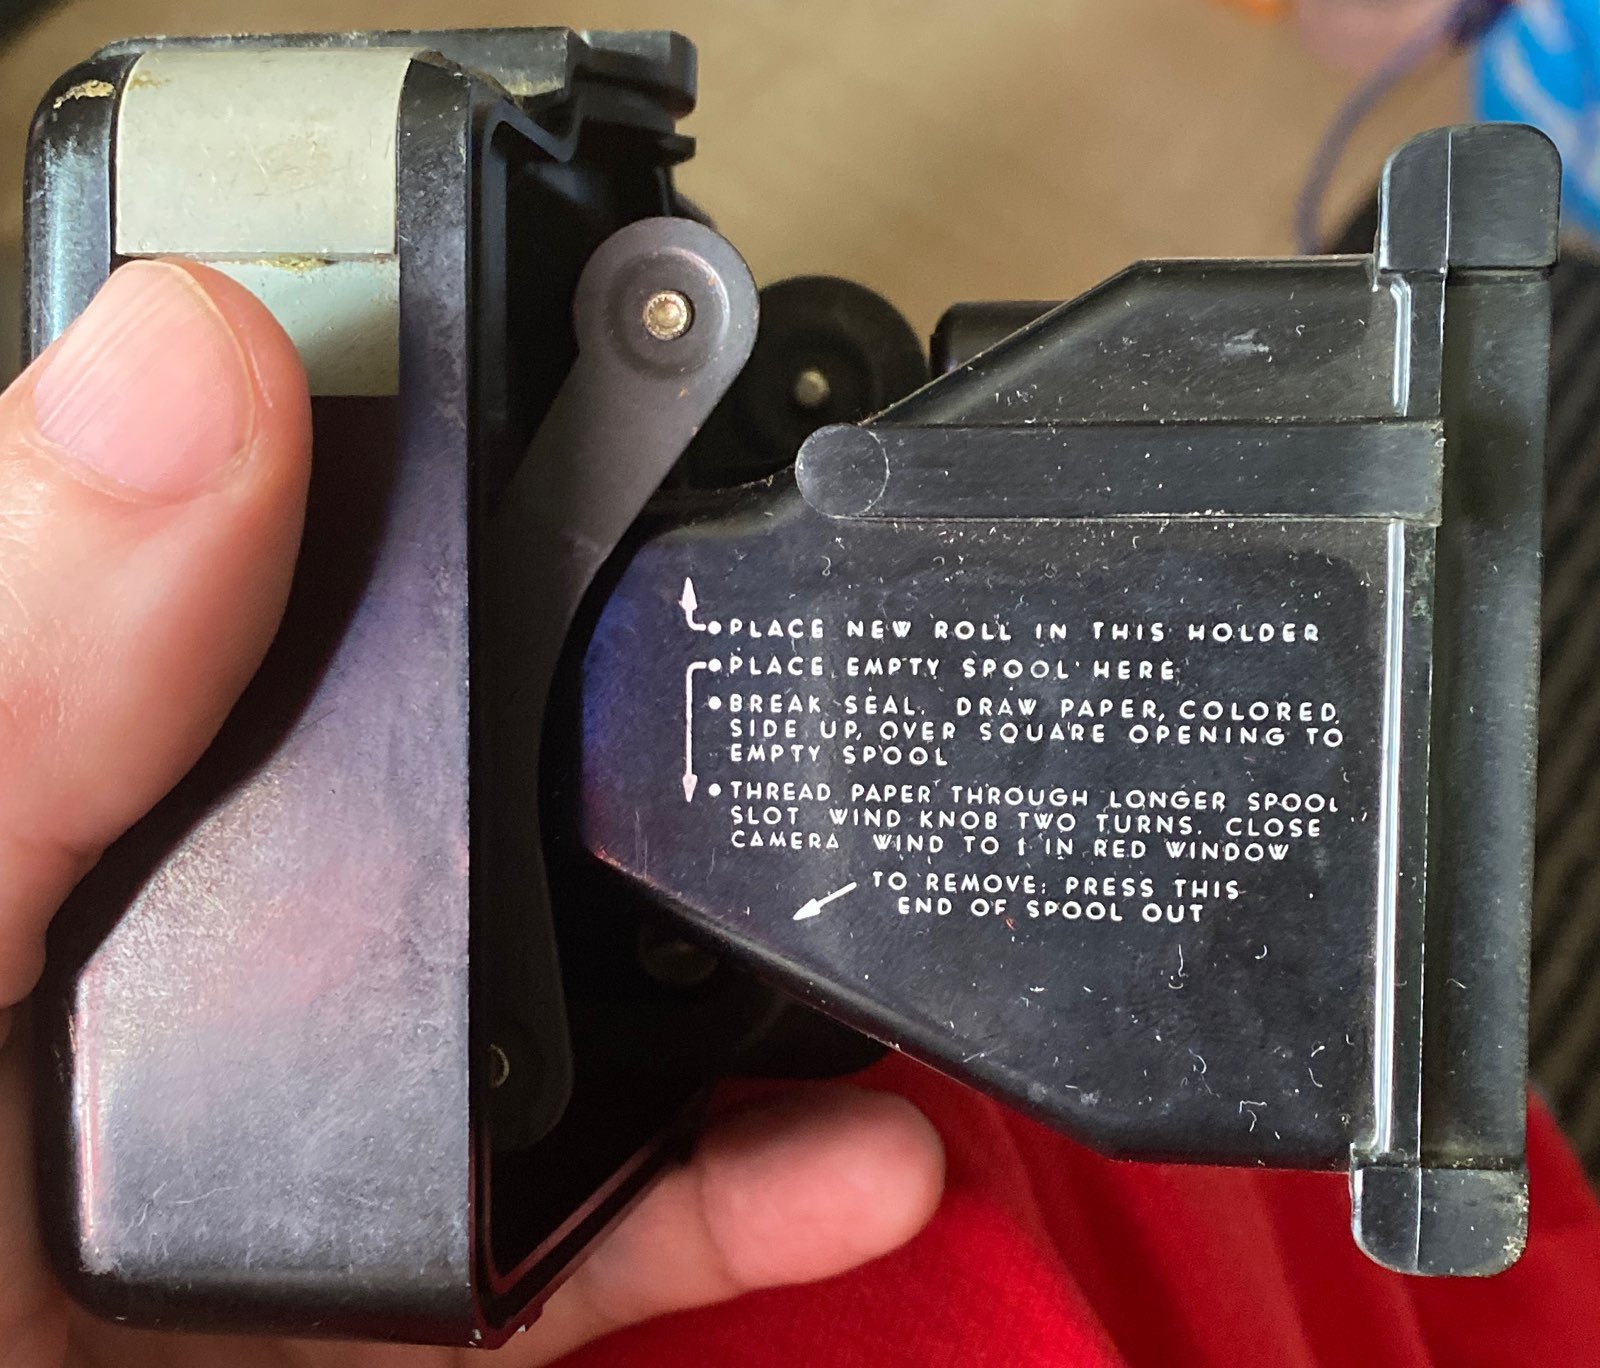 PLACE NEW ROLL IN THIS HOLDER
PLACE EMPTY SPOOL HERE
BREAK SEAL. DRAW PAPER, COLORED
SIDE UP, OVER SQUARE OPENING TO
EMPTY SPOOL
THREAD PAPER THROUGH LONGER SPOOL
SLOT WIND KNOB TWO TURNS. CLOSE
CAMERA WIND TO 1 IN RED WINDOW
TO REMOVE: PRESS THIS
END OF SPOOL OUT